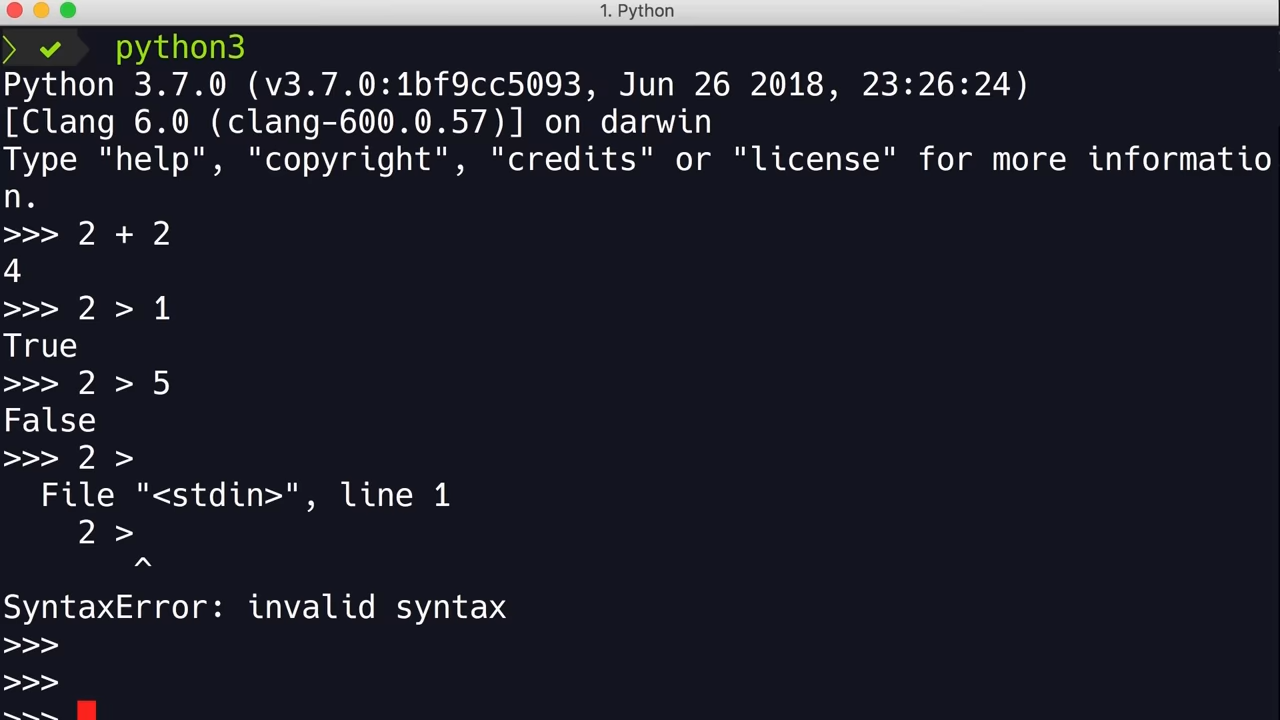 1. Python
python3
Python 3.7.0 (v3.7.0:1bf9cc5093, Jun 26 2018, 23:26:24)
[Clang 6.0 (clang-600.0.57)] on darwin
Type "help", "copyright", "credits" or "license" for more informatio
n.
>>> 2 + 2
4
>>> 2 > 1
True
>>> 2 > 5
False
>>> 2 >
  File "<stdin>", line 1
    2 >
       ^
SyntaxError: invalid syntax
>>>
>>>
>>>